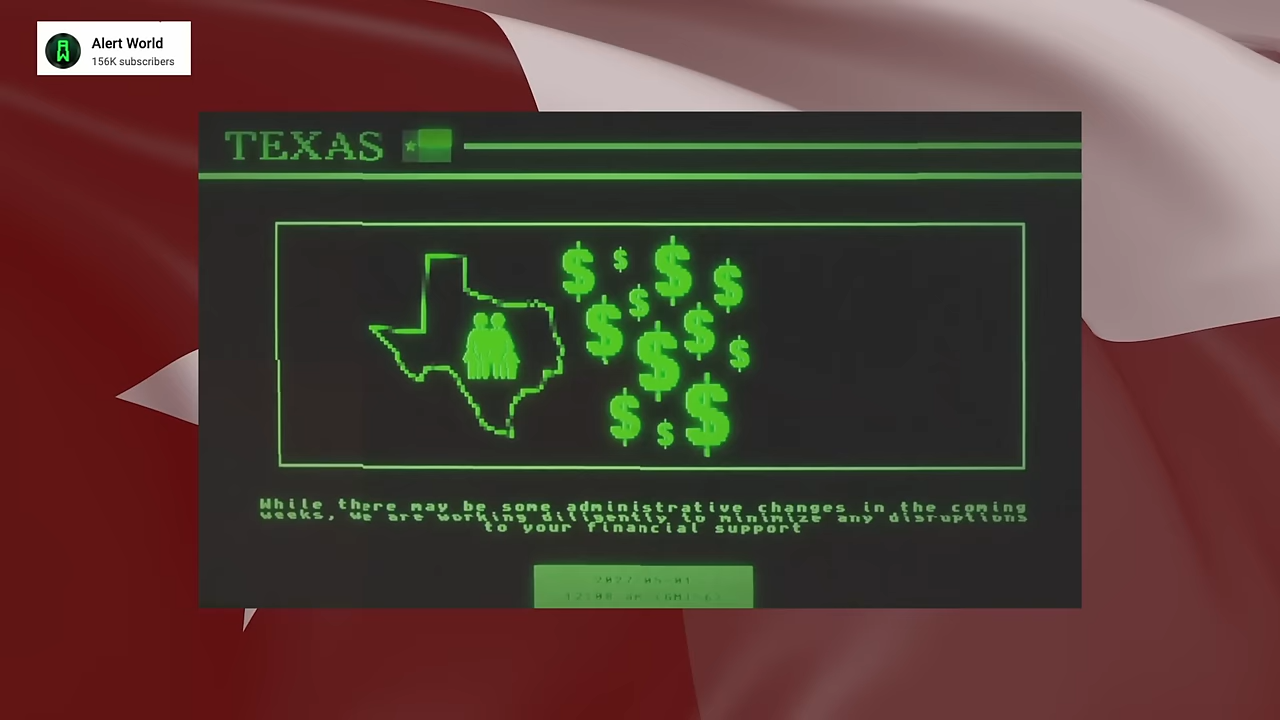 Alert World
156K subscribers
TEXAS
While there may be some administrative changes in the coming
weeks, we are working diligently to minimize any disruptions
to your financial support